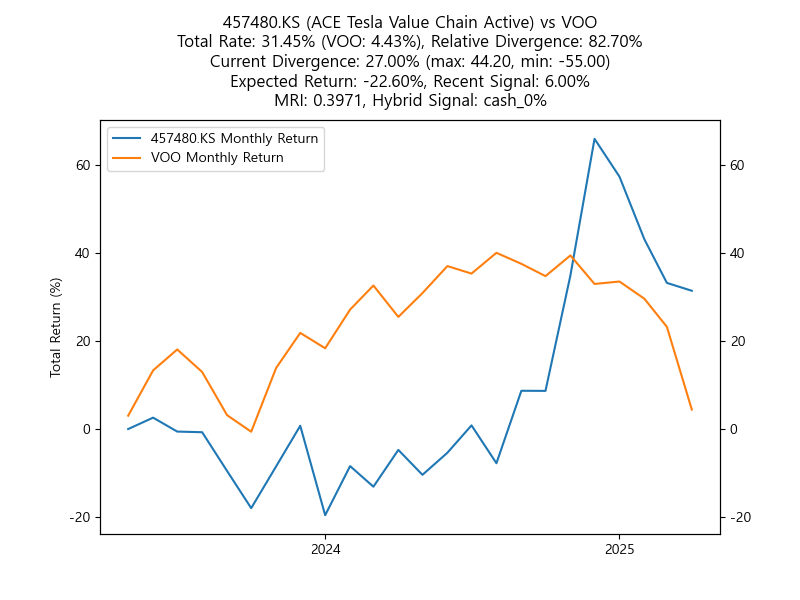 457480.KS (ACE Tesla Value Chain Active) vs VOO
Total Rate: 31.45% (VOO: 4.43%), Relative Divergence: 82.70%
Current Divergence: 27.00% (max: 44.20, min: -55.00)
Expected Return: -22.60%, Recent Signal: 6.00%
MRI: 0.3971, Hybrid Signal: cash_0%
457480.KS Monthly Return
VOO Monthly Return
Total Return (%)
60
40
20
0
-20
60
40
20
0
-20
2024
2025